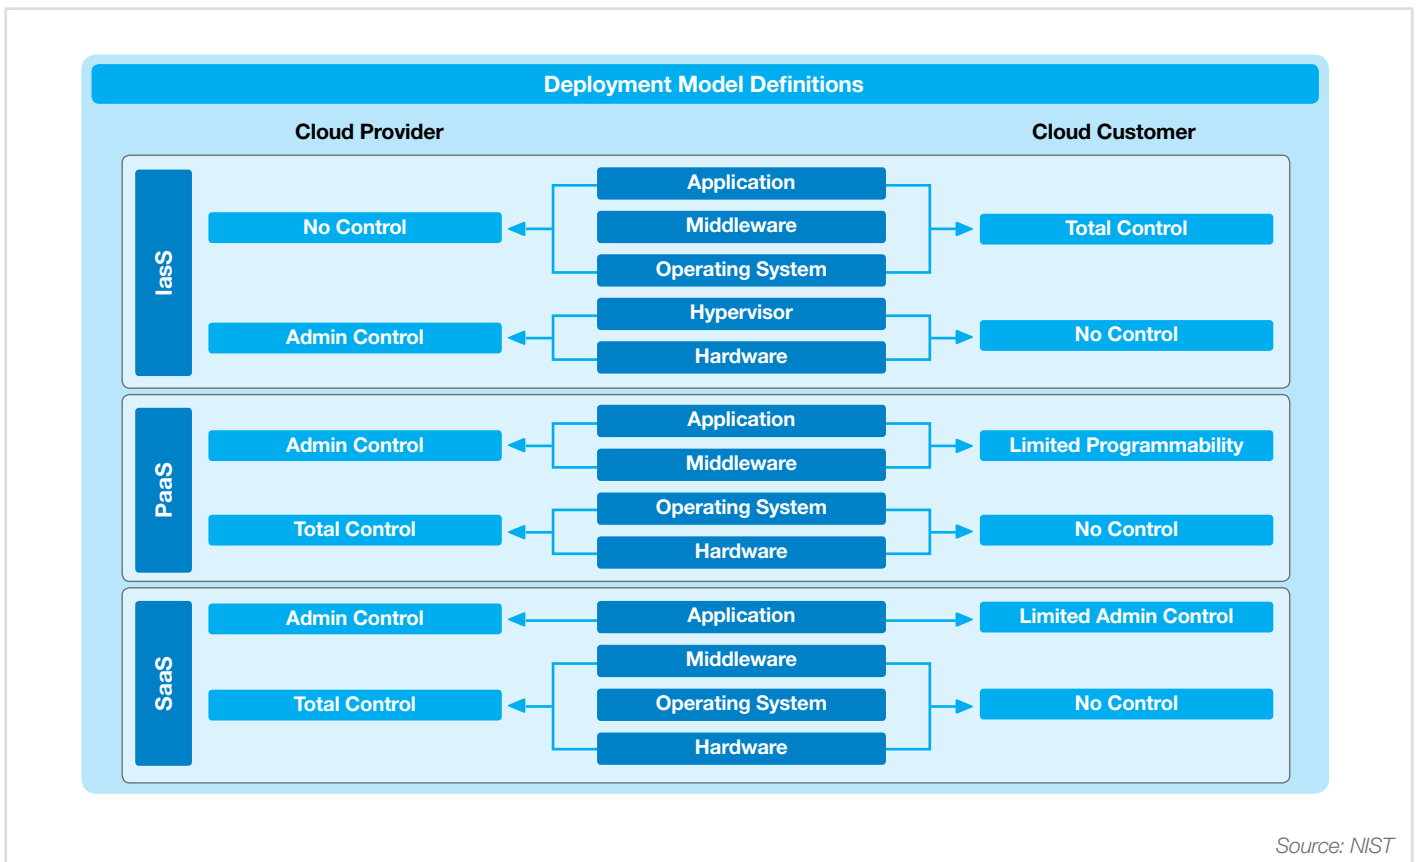 Deployment Model Definitions
Cloud Provider
Cloud Customer
IasS
No Control
Admin Control
Application
Middleware
Operating System
Hypervisor
Hardware
Total Control
No Control
PaaS
Admin Control
Total Control
Application
Middleware
Operating System
Hardware
Limited Programmability
No Control
SaaS
Admin Control
Total Control
Application
Middleware
Operating System
Hardware
Limited Admin Control
No Control
Source: NIST